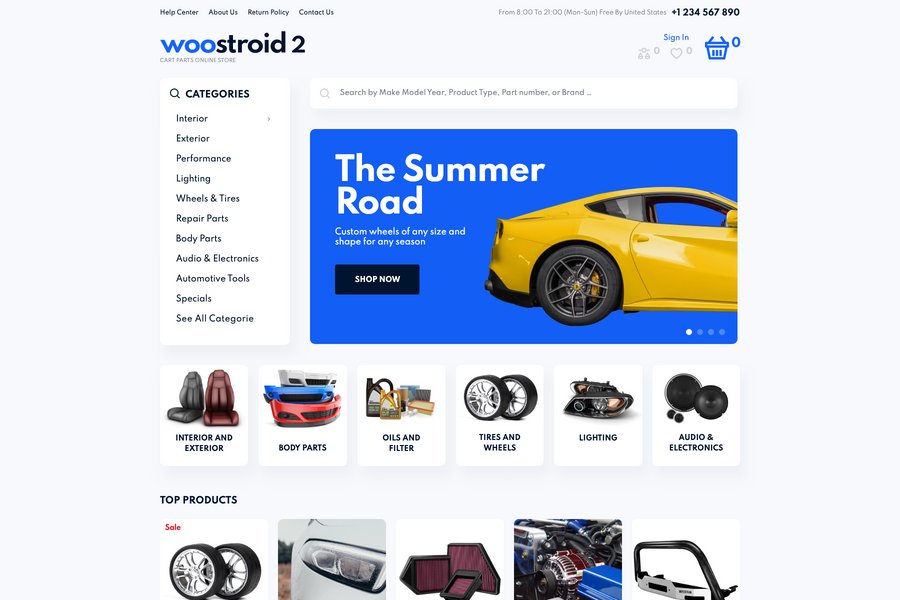 Help Center About Us Return Policy Contact Us
From 8:00 To 21:00 (Mon-Sun) Free By United States +1 234 567 890
woostroid 2
CART PARTS ONLINE STORE
Sign In
0 0 0
CATEGORIES
Search by Make Model Year, Product Type, Part number, or Brand ...
Interior
Exterior
Performance
Lighting
Wheels & Tires
Repair Parts
Body Parts
Audio & Electronics
Automotive Tools
Specials
See All Categorie
The Summer
Road
Custom wheels of any size and
shape for any season
SHOP NOW
INTERIOR AND
EXTERIOR
BODY PARTS
OILS AND
FILTER
TIRES AND
WHEELS
LIGHTING
AUDIO &
ELECTRONICS
TOP PRODUCTS
Sale